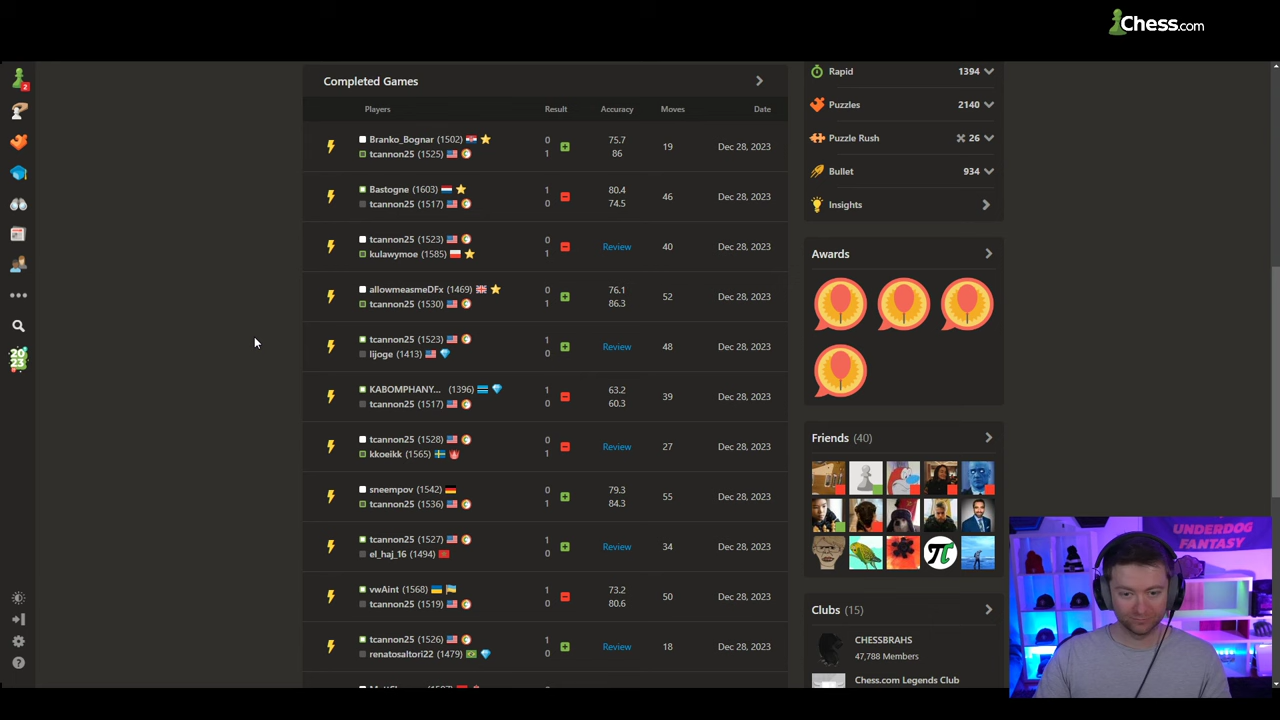 Chess.com
Completed Games
Players Result Accuracy Moves Date
Branko_Bognar (1502) 0 75.7
tcannon25 (1525) 1 86 19 Dec 28, 2023
Bastogne (1603) 1 80.4
tcannon25 (1517) 0 74.5 46 Dec 28, 2023
tcannon25 (1523) 0
kulawymoe (1585) 1 Review 40 Dec 28, 2023
allowmeasmeDFx (1469) 0 76.1
tcannon25 (1530) 1 86.3 52 Dec 28, 2023
tcannon25 (1523) 1
lijoge (1413) 0 Review 48 Dec 28, 2023
KABOMPHANY... (1396) 1 63.2
tcannon25 (1517) 0 60.3 39 Dec 28, 2023
tcannon25 (1528) 0
kkoeikk (1565) 1 Review 27 Dec 28, 2023
sneempov (1542) 0 79.3
tcannon25 (1536) 1 84.3 55 Dec 28, 2023
tcannon25 (1527) 1
el_haj_16 (1494) 0 Review 34 Dec 28, 2023
vwAint (1568) 1 73.2
tcannon25 (1519) 0 80.6 50 Dec 28, 2023
tcannon25 (1526) 1
renatosaltori22 (1479) 0 Review 18 Dec 28, 2023
Rapid 1394
Puzzles 2140
Puzzle Rush 26
Bullet 934
Insights
Awards
Friends (40)
Clubs (15)
CHESSBRAHS
47,788 Members
Chess.com Legends Club
2
2023
UNDERDOG
FANTASY